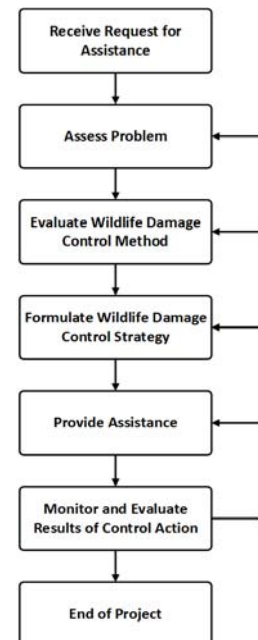 Receive Request for
Assistance
Assess Problem
Evaluate Wildlife Damage
Control Method
Formulate Wildlife Damage
Control Strategy
Provide Assistance
Monitor and Evaluate
Results of Control Action
End of Project